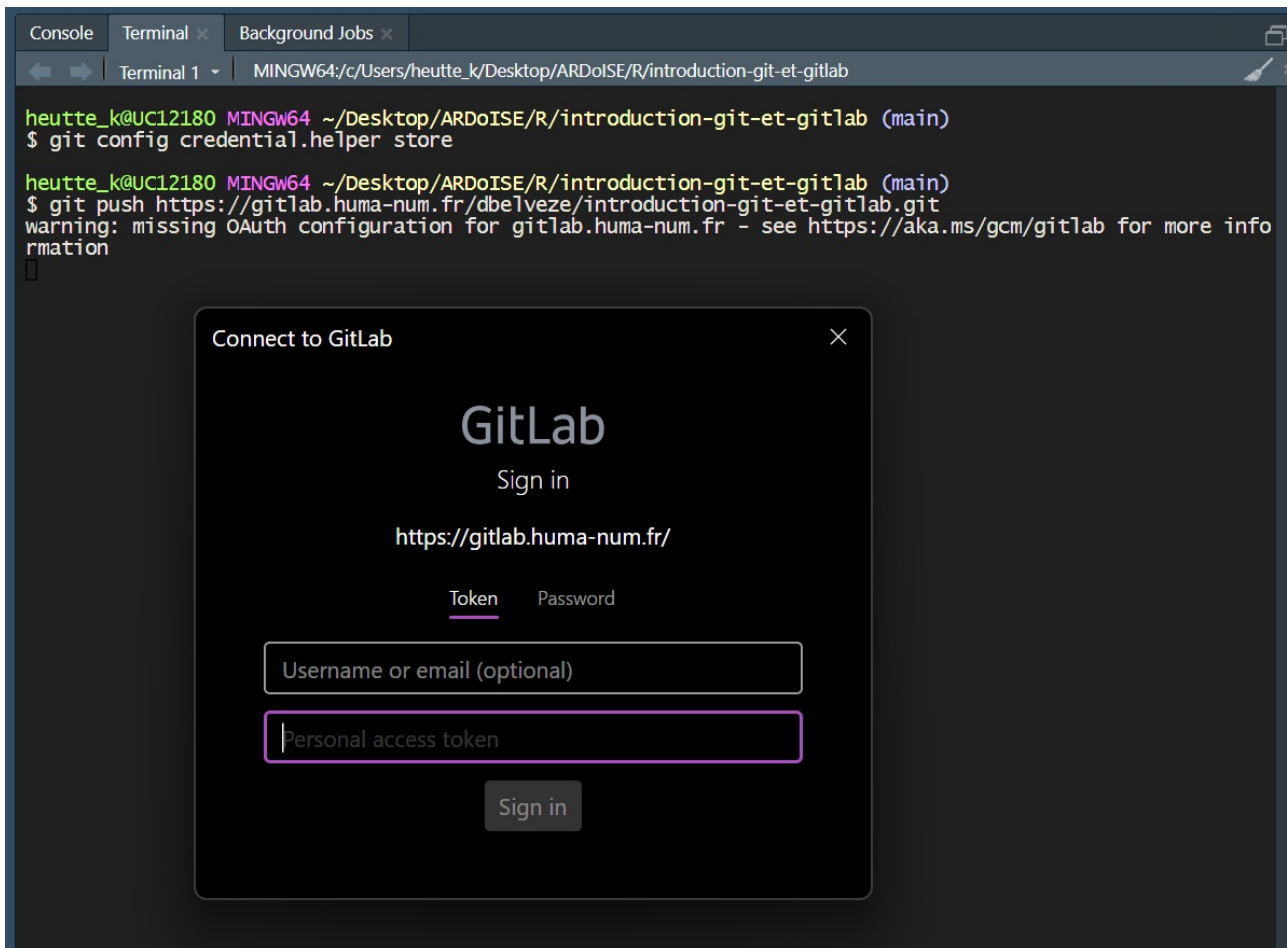 Console Terminal Background Jobs
Terminal 1 MINGW64:/c/Users/heutte_k/Desktop/ARDoISE/R/introduction-git-et-gitlab
heutte_k@UC12180 MINGW64 ~/Desktop/ARDoISE/R/introduction-git-et-gitlab (main)
$ git config credential.helper store
heutte_k@UC12180 MINGW64 ~/Desktop/ARDoISE/R/introduction-git-et-gitlab (main)
$ git push https://gitlab.huma-num.fr/dbelveze/introduction-git-et-gitlab.git
warning: missing OAuth configuration for gitlab.huma-num.fr - see https://aka.ms/gcm/gitlab for more info
rmation
Connect to GitLab
GitLab
Sign in
https://gitlab.huma-num.fr/
Token Password
Username or email (optional)
Personal access token
Sign in